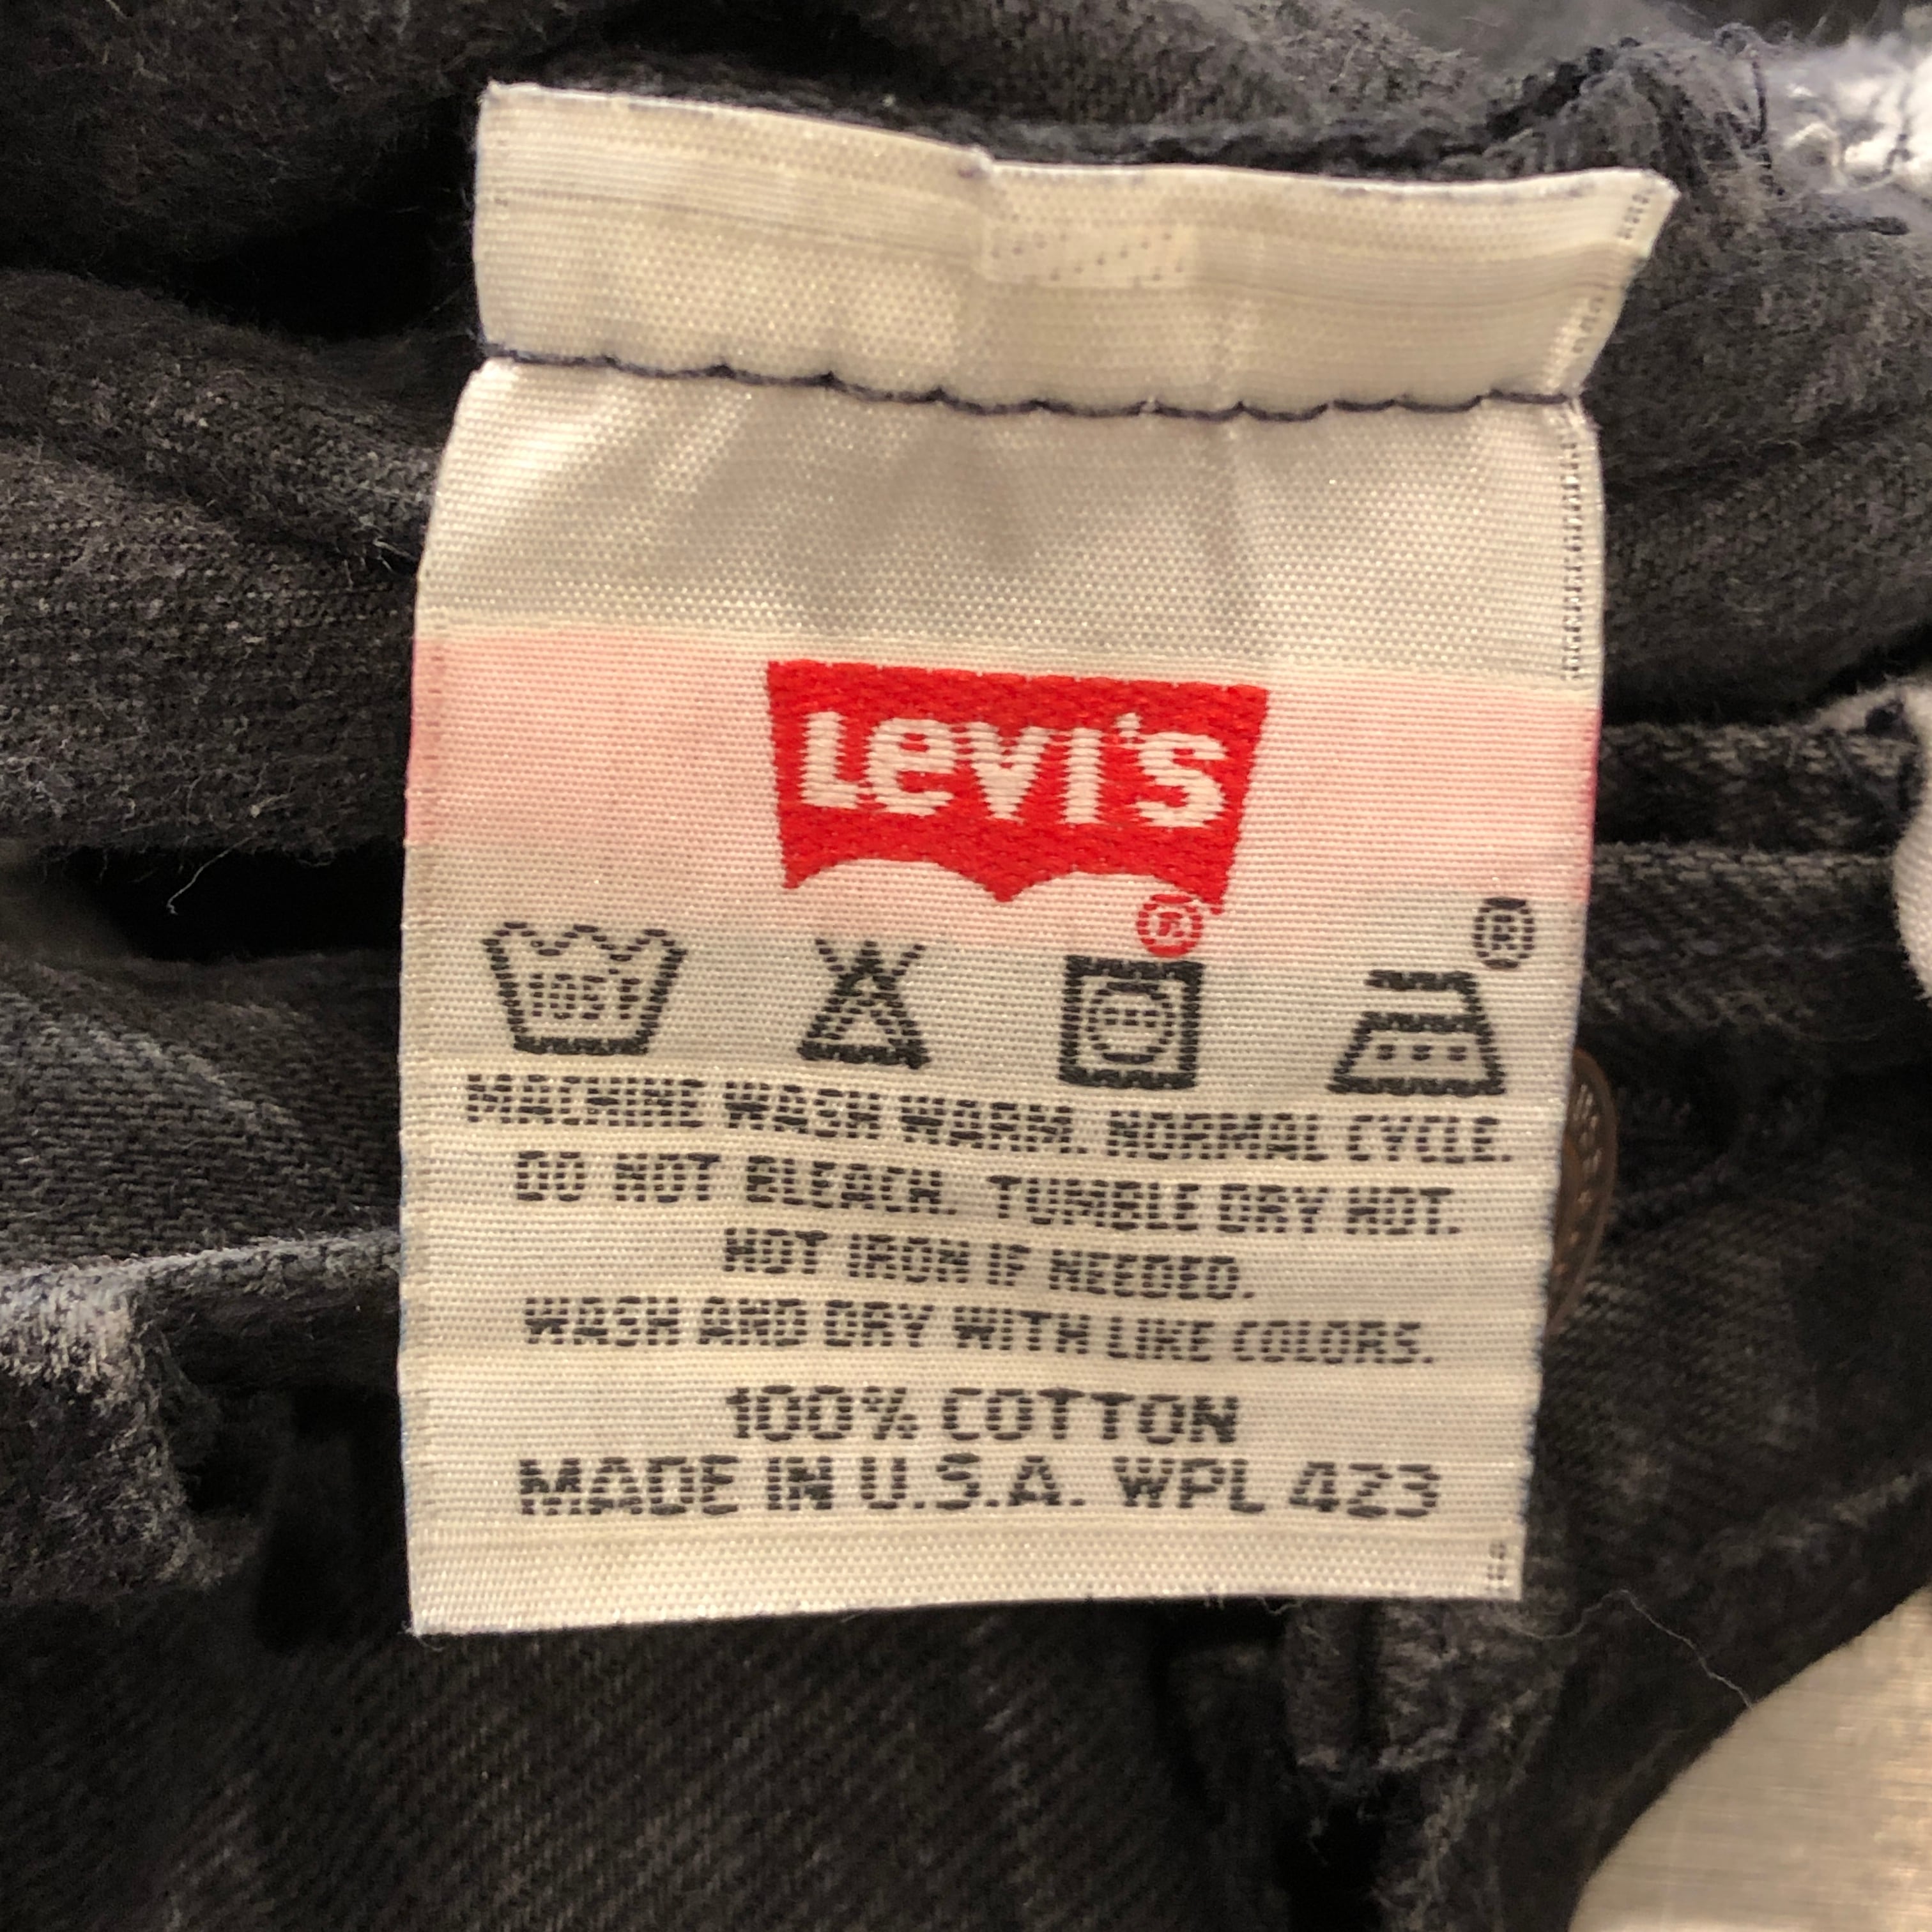 Levi's
®
®
105°F
MACHINE WASH WARM. NORMAL CYCLE.
DO NOT BLEACH. TUMBLE DRY HOT.
HOT IRON IF NEEDED.
WASH AND DRY WITH LIKE COLORS.
100% COTTON
MADE IN U.S.A. WPL 423